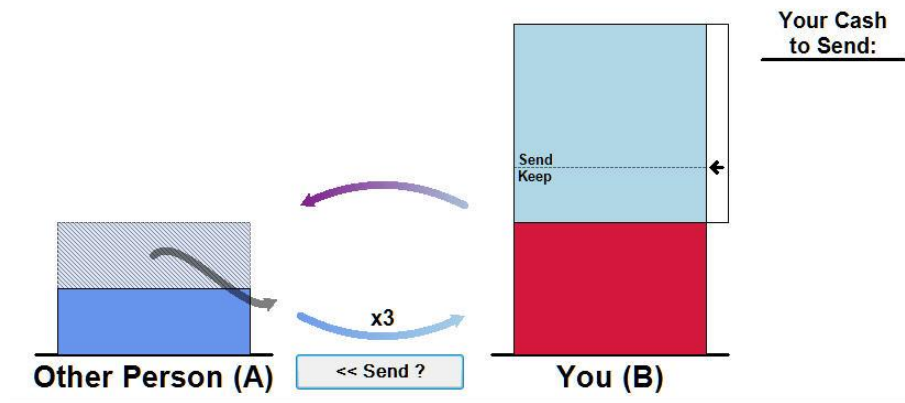 Your Cash
to Send:
Send
Keep
x3
<< Send ?
Other Person (A)
You (B)